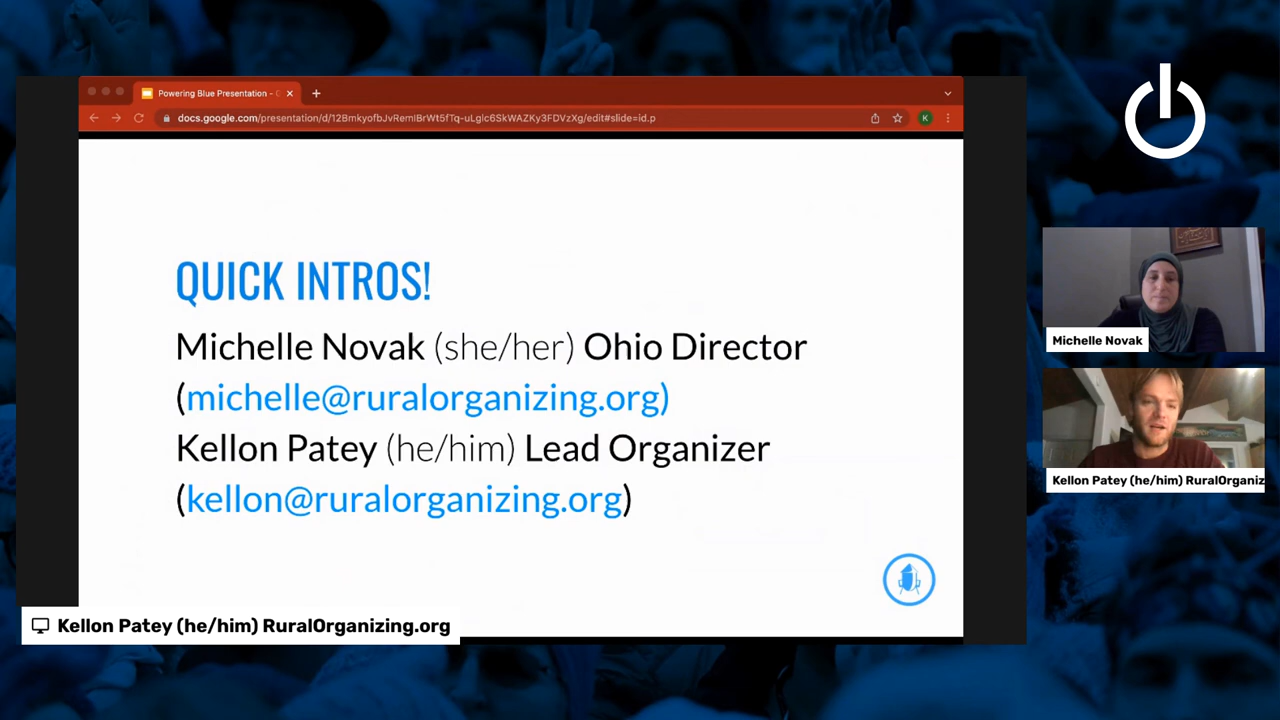 Powering Blue Presentation - G
docs.google.com/presentation/d/12BmkyofbJvRemIBrWt5fTq-uLglc6SkWAZKy3FDVzXg/edit#slide=id.p
K
QUICK INTROS!
Michelle Novak (she/her) Ohio Director
(michelle@ruralorganizing.org)
Kellon Patey (he/him) Lead Organizer
(kellon@ruralorganizing.org)
Kellon Patey (he/him) RuralOrganizing.org
Michelle Novak
Kellon Patey (he/him) RuralOrganiz